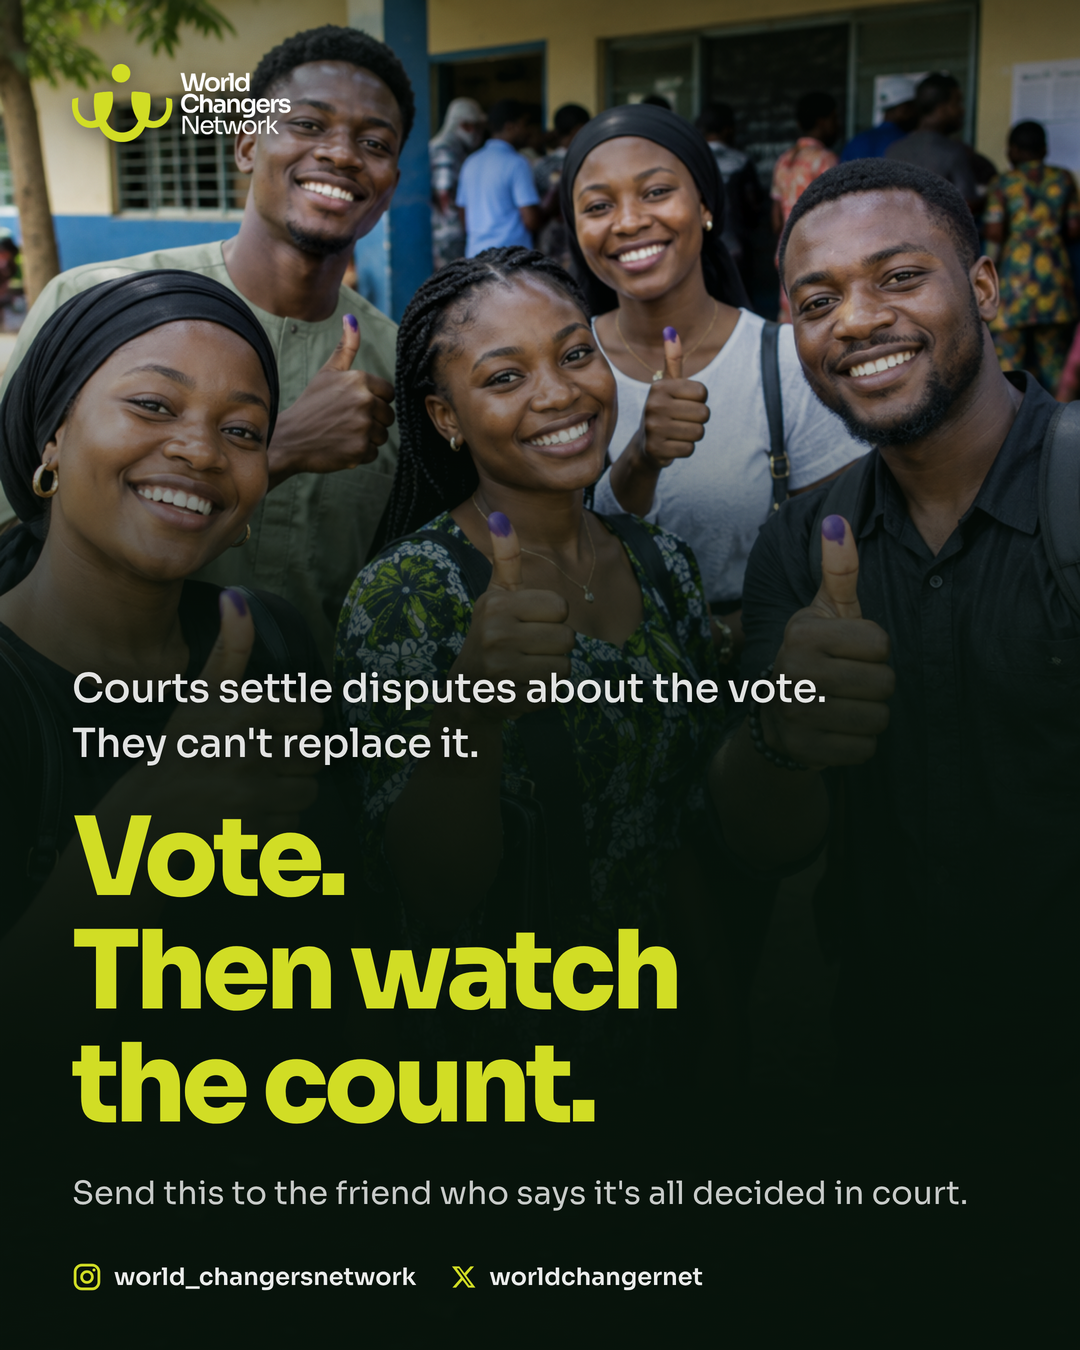 World
Changers
Network
Courts settle disputes about the vote.
They can't replace it.
Vote.
Then watch
the count.
Send this to the friend who says it's all decided in court.
world_changersnetwork
worldchangernet